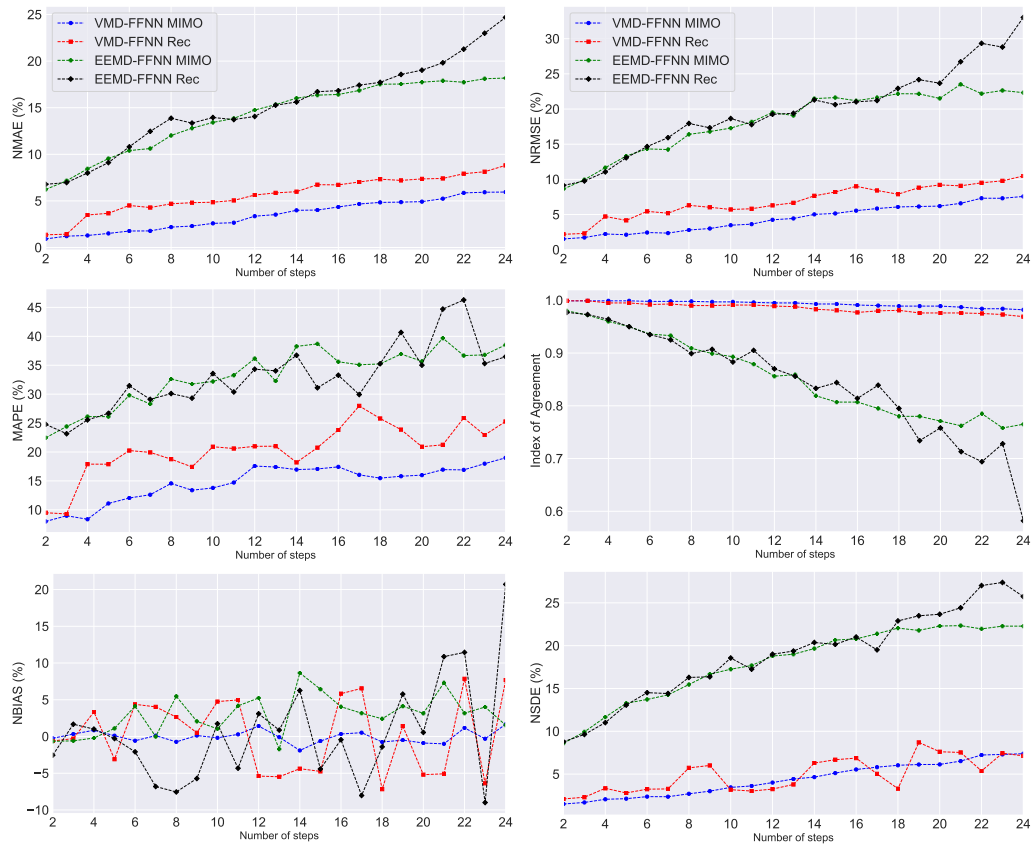 VMD-FFNN MIMO
VMD-FFNN Rec
EEMD-FFNN MIMO
EEMD-FFNN Rec
NMAE (%)
25
20
15
10
5
0
2 4 6 8 10 12 14 16 18 20 22 24
Number of steps
VMD-FFNN MIMO
VMD-FFNN Rec
EEMD-FFNN MIMO
EEMD-FFNN Rec
NRMSE (%)
30
25
20
15
10
5
0
2 4 6 8 10 12 14 16 18 20 22 24
Number of steps
MAPE (%)
45
40
35
30
25
20
15
10
2 4 6 8 10 12 14 16 18 20 22 24
Number of steps
Index of Agreement
1.0
0.9
0.8
0.7
0.6
2 4 6 8 10 12 14 16 18 20 22 24
Number of steps
NBIAS (%)
20
15
10
5
0
−5
−10
2 4 6 8 10 12 14 16 18 20 22 24
Number of steps
NSDE (%)
25
20
15
10
5
0
2 4 6 8 10 12 14 16 18 20 22 24
Number of steps